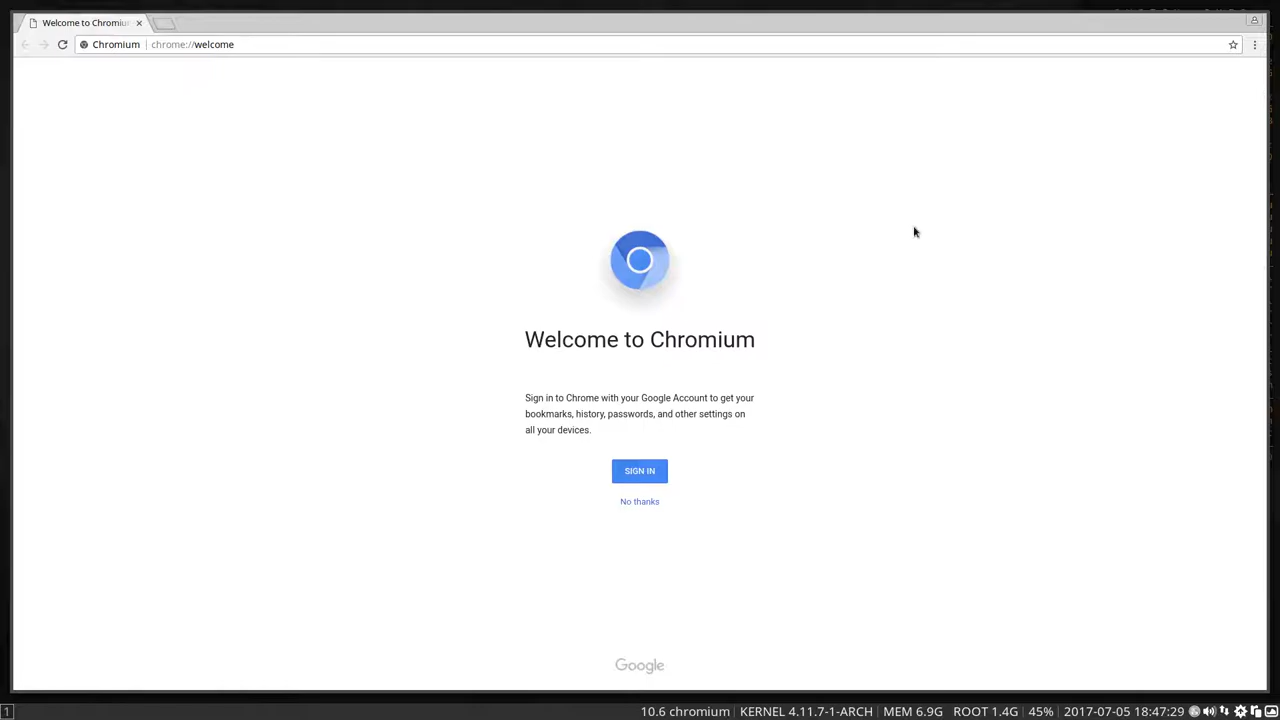 Welcome to Chromiu
Chromium chrome://welcome
Welcome to Chromium
Sign in to Chrome with your Google Account to get your
bookmarks, history, passwords, and other settings on
all your devices.
SIGN IN
No thanks
Google
1 10.6 chromium KERNEL 4.11.7-1-ARCH MEM 6.9G ROOT 1.4G 45% 2017-07-05 18:47:29